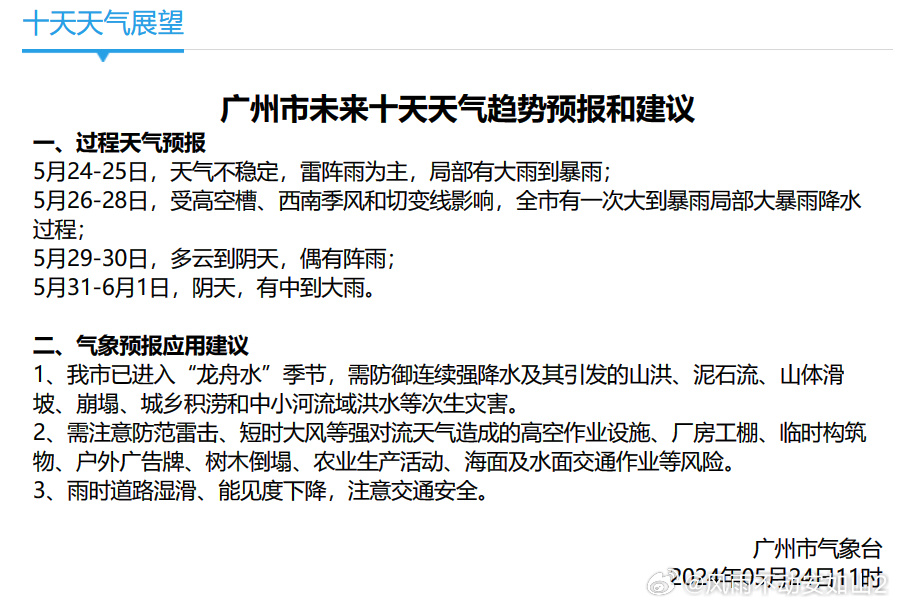 十天天气展望
广州市未来十天天气趋势预报和建议
一、过程天气预报
5月24-25日，天气不稳定，雷阵雨为主，局部有大雨到暴雨；
5月26-28日，受高空槽、西南季风和切变线影响，全市有一次大到暴雨局部大暴雨降水
过程；
5月29-30日，多云到阴天，偶有阵雨；
5月31-6月1日，阴天，有中到大雨。
二、气象预报应用建议
1、我市已进入“龙舟水”季节，需防御连续强降水及其引发的山洪、泥石流、山体滑
坡、崩塌、城乡积涝和中小河流域洪水等次生灾害。
2、需注意防范雷击、短时大风等强对流天气造成的高空作业设施、厂房工棚、临时构筑
物、户外广告牌、树木倒塌、农业生产活动、海面及水面交通作业等风险。
3、雨时道路湿滑、能见度下降，注意交通安全。
广州市气象台
2024年05月24日11时
@风雨不动安如山2